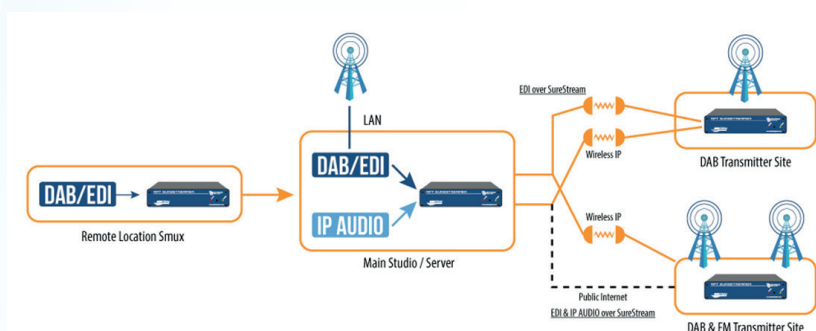 EDI over SureStream
LAN
DAB/EDI
Wireless IP
DAB Transmitter Site
DAB/EDI
IP AUDIO
Remote Location Smux
Main Studio / Server
Wireless IP
Public Internet
EDI & IP AUDIO over SureStream
DAB & FM Transmitter Site